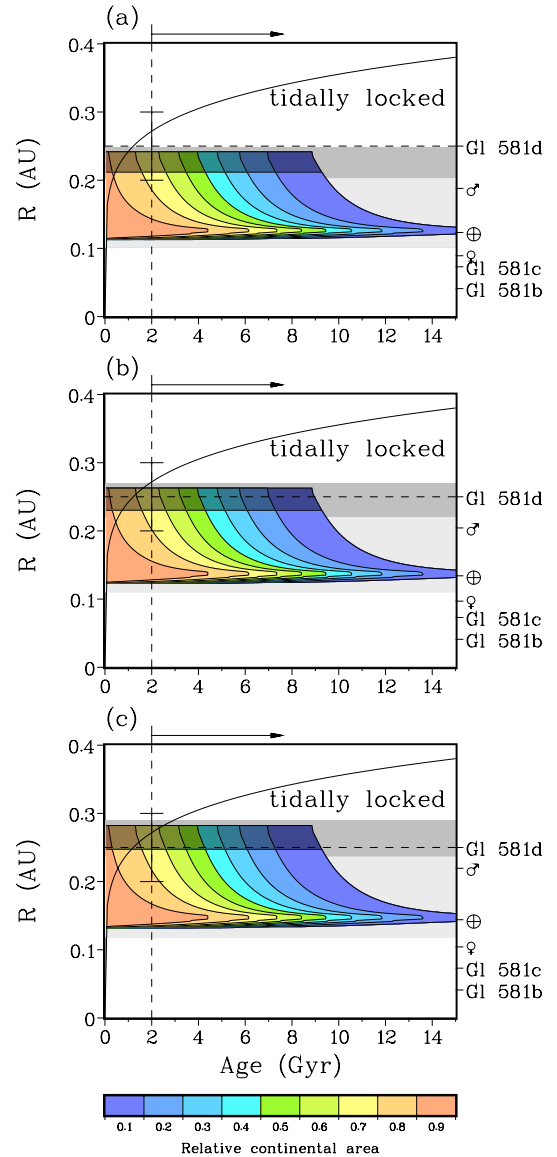 (a)
0.4
0.3
0.2
0.1
0
R (AU)
tidally locked
Gl 581d
♂
⊕
♀
Gl 581c
Gl 581b
0 2 4 6 8 10 12 14
(b)
0.4
0.3
0.2
0.1
0
R (AU)
tidally locked
Gl 581d
♂
⊕
♀
Gl 581c
Gl 581b
0 2 4 6 8 10 12 14
(c)
0.4
0.3
0.2
0.1
0
R (AU)
tidally locked
Gl 581d
♂
⊕
♀
Gl 581c
Gl 581b
0 2 4 6 8 10 12 14
Age (Gyr)
0.1 0.2 0.3 0.4 0.5 0.6 0.7 0.8 0.9
Relative continental area